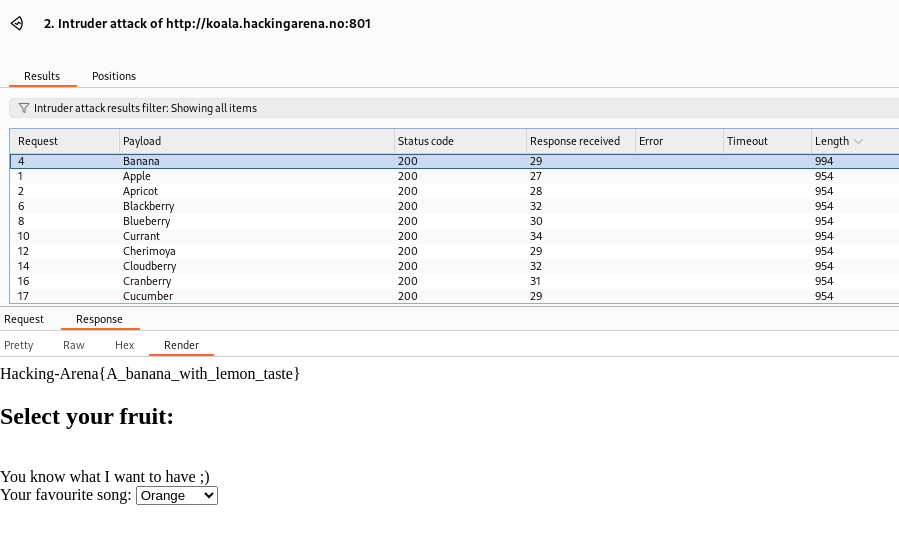 2. Intruder attack of http://koala.hackingarena.no:801
Results Positions
Intruder attack results filter: Showing all items
Request Payload Status code Response received Error Timeout Length
4 Banana 200 29 994
1 Apple 200 27 954
2 Apricot 200 28 954
6 Blackberry 200 32 954
8 Blueberry 200 30 954
10 Currant 200 34 954
12 Cherimoya 200 29 954
14 Cloudberry 200 32 954
16 Cranberry 200 31 954
17 Cucumber 200 29 954
Request Response
Pretty Raw Hex Render
Hacking-Arena{A_banana_with_lemon_taste}
Select your fruit:
You know what I want to have ;)
Your favourite song: Orange